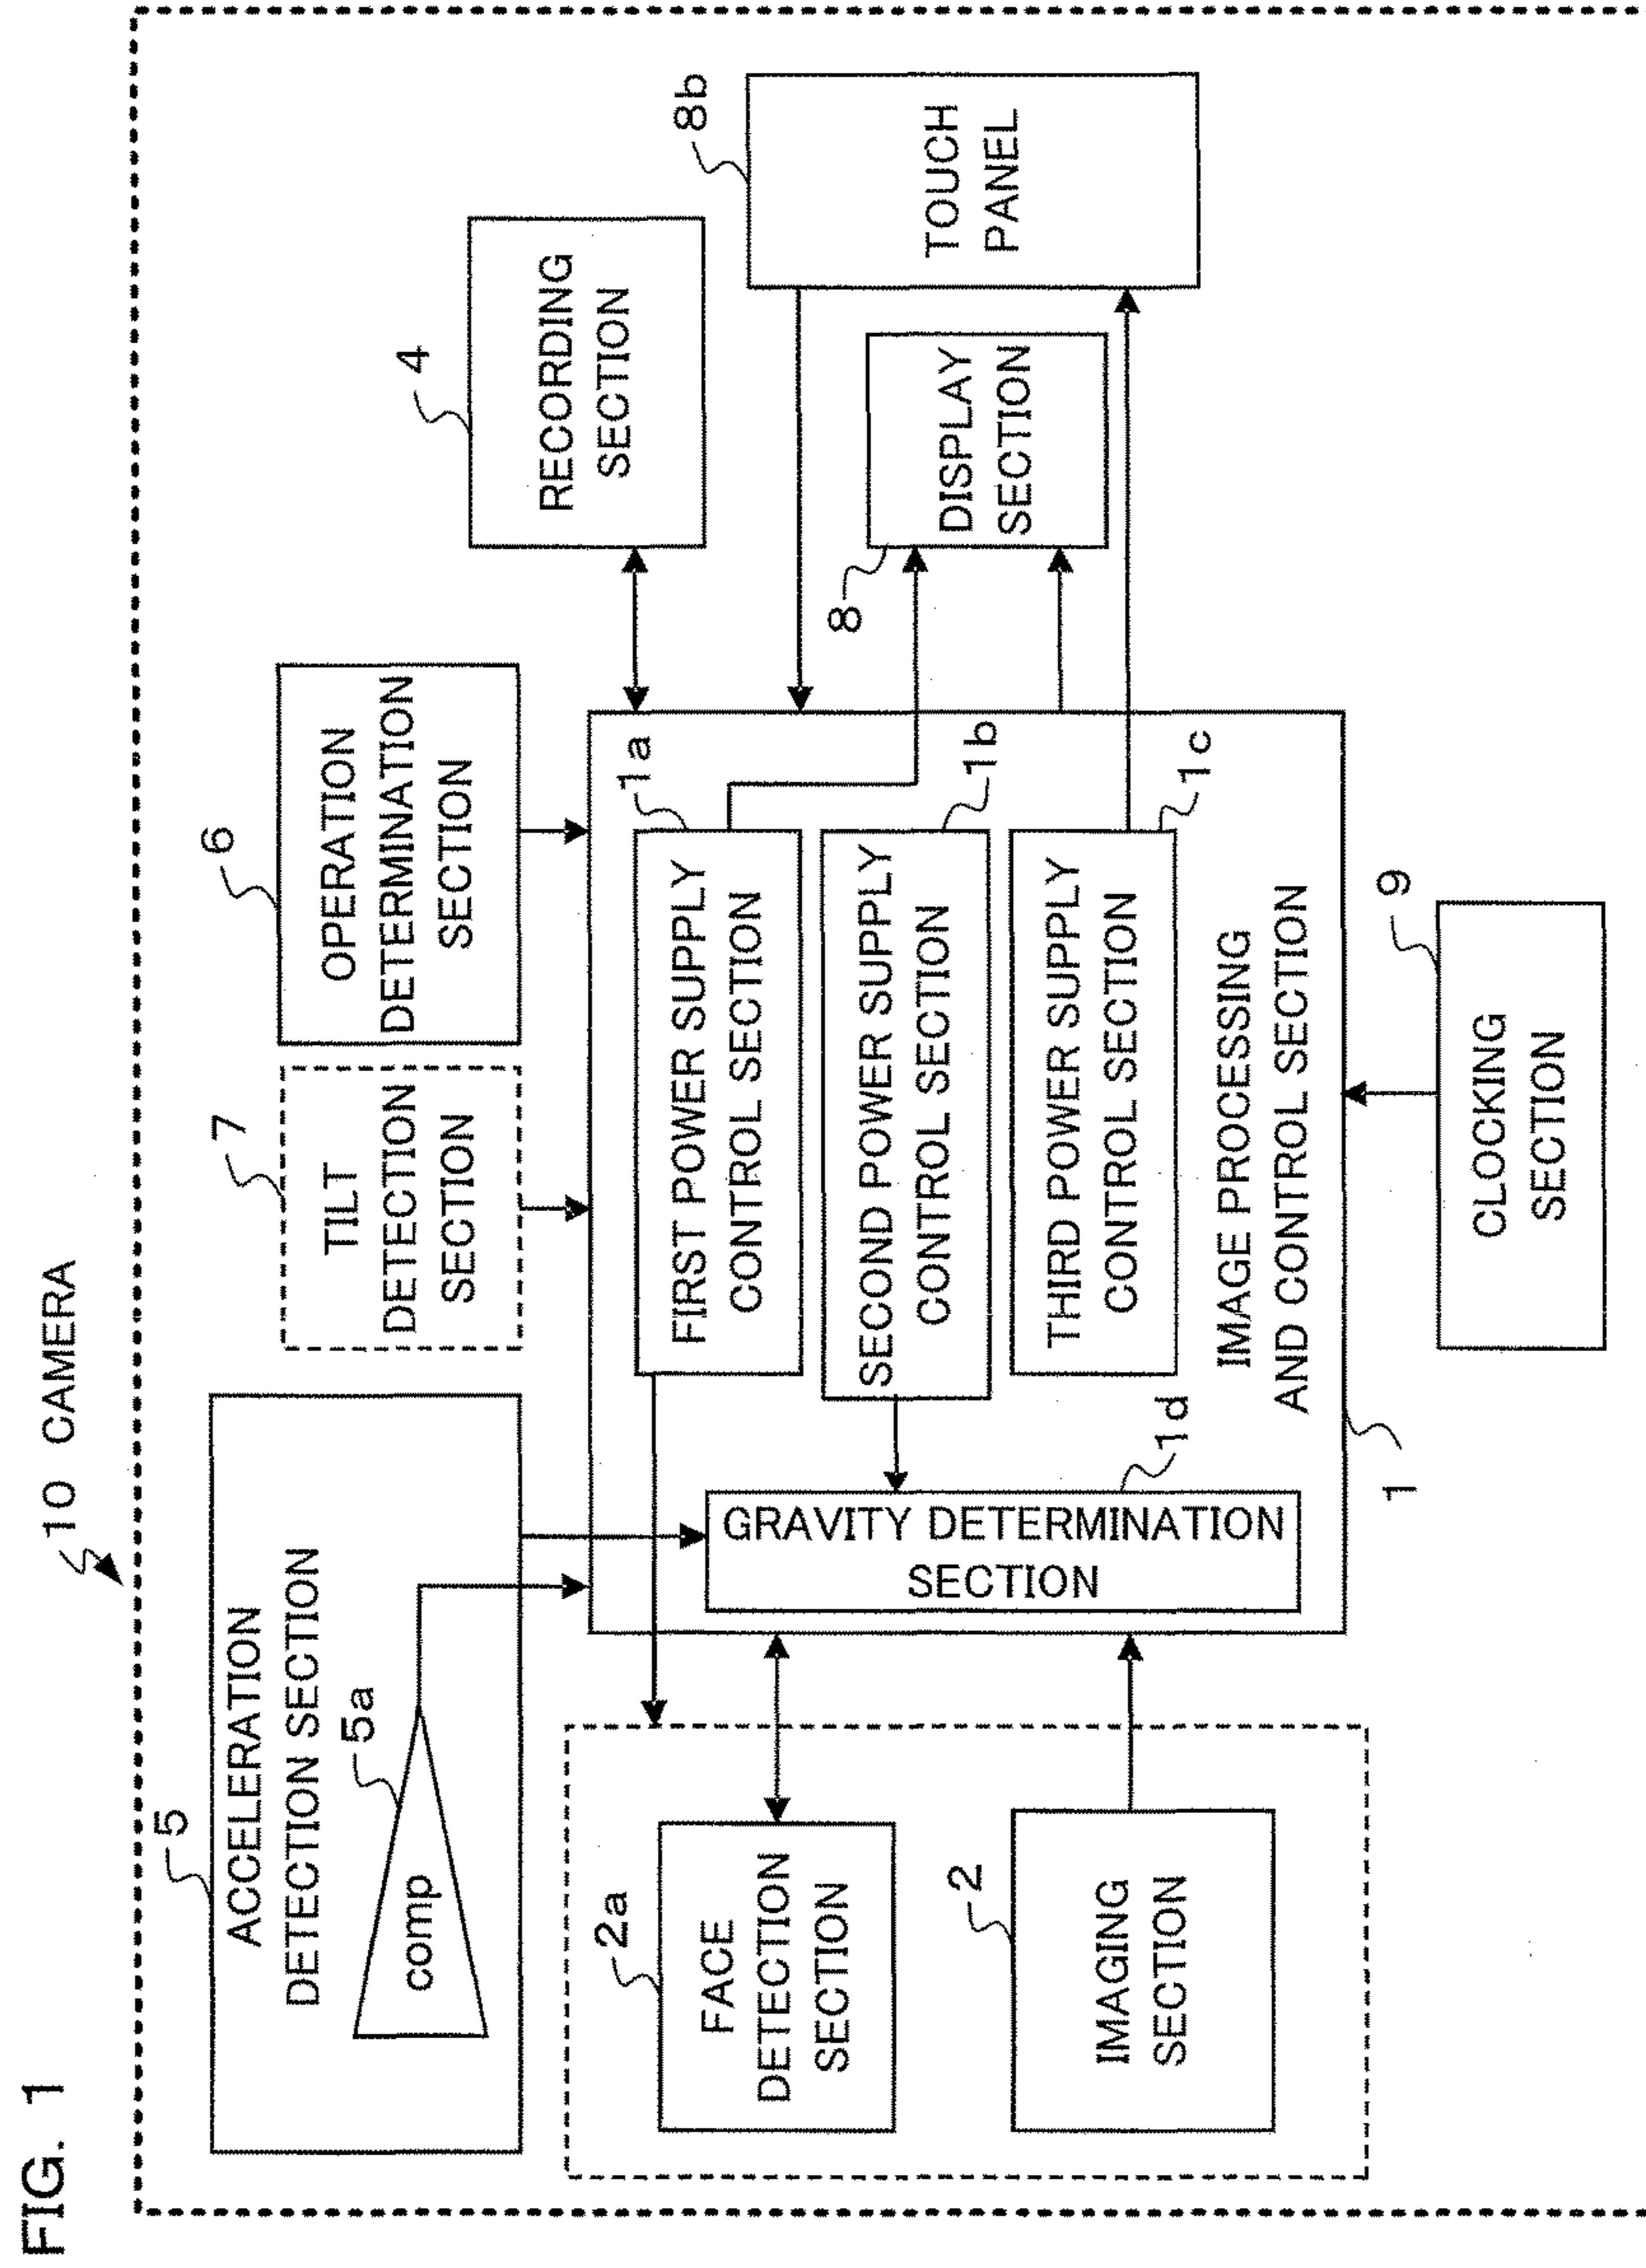 FIG. 1
10 CAMERA
5
ACCELERATION
DETECTION SECTION
5a
comp
7
TILT
DETECTION
SECTION
6
OPERATION
DETERMINATION
SECTION
4
RECORDING
SECTION
8b
TOUCH
PANEL
8
DISPLAY
SECTION
1a
FIRST POWER SUPPLY
CONTROL SECTION
1b
SECOND POWER SUPPLY
CONTROL SECTION
1c
THIRD POWER SUPPLY
CONTROL SECTION
1d
GRAVITY DETERMINATION
SECTION
IMAGE PROCESSING
AND CONTROL SECTION
1
2a
FACE
DETECTION
SECTION
2
IMAGING
SECTION
9
CLOCKING
SECTION